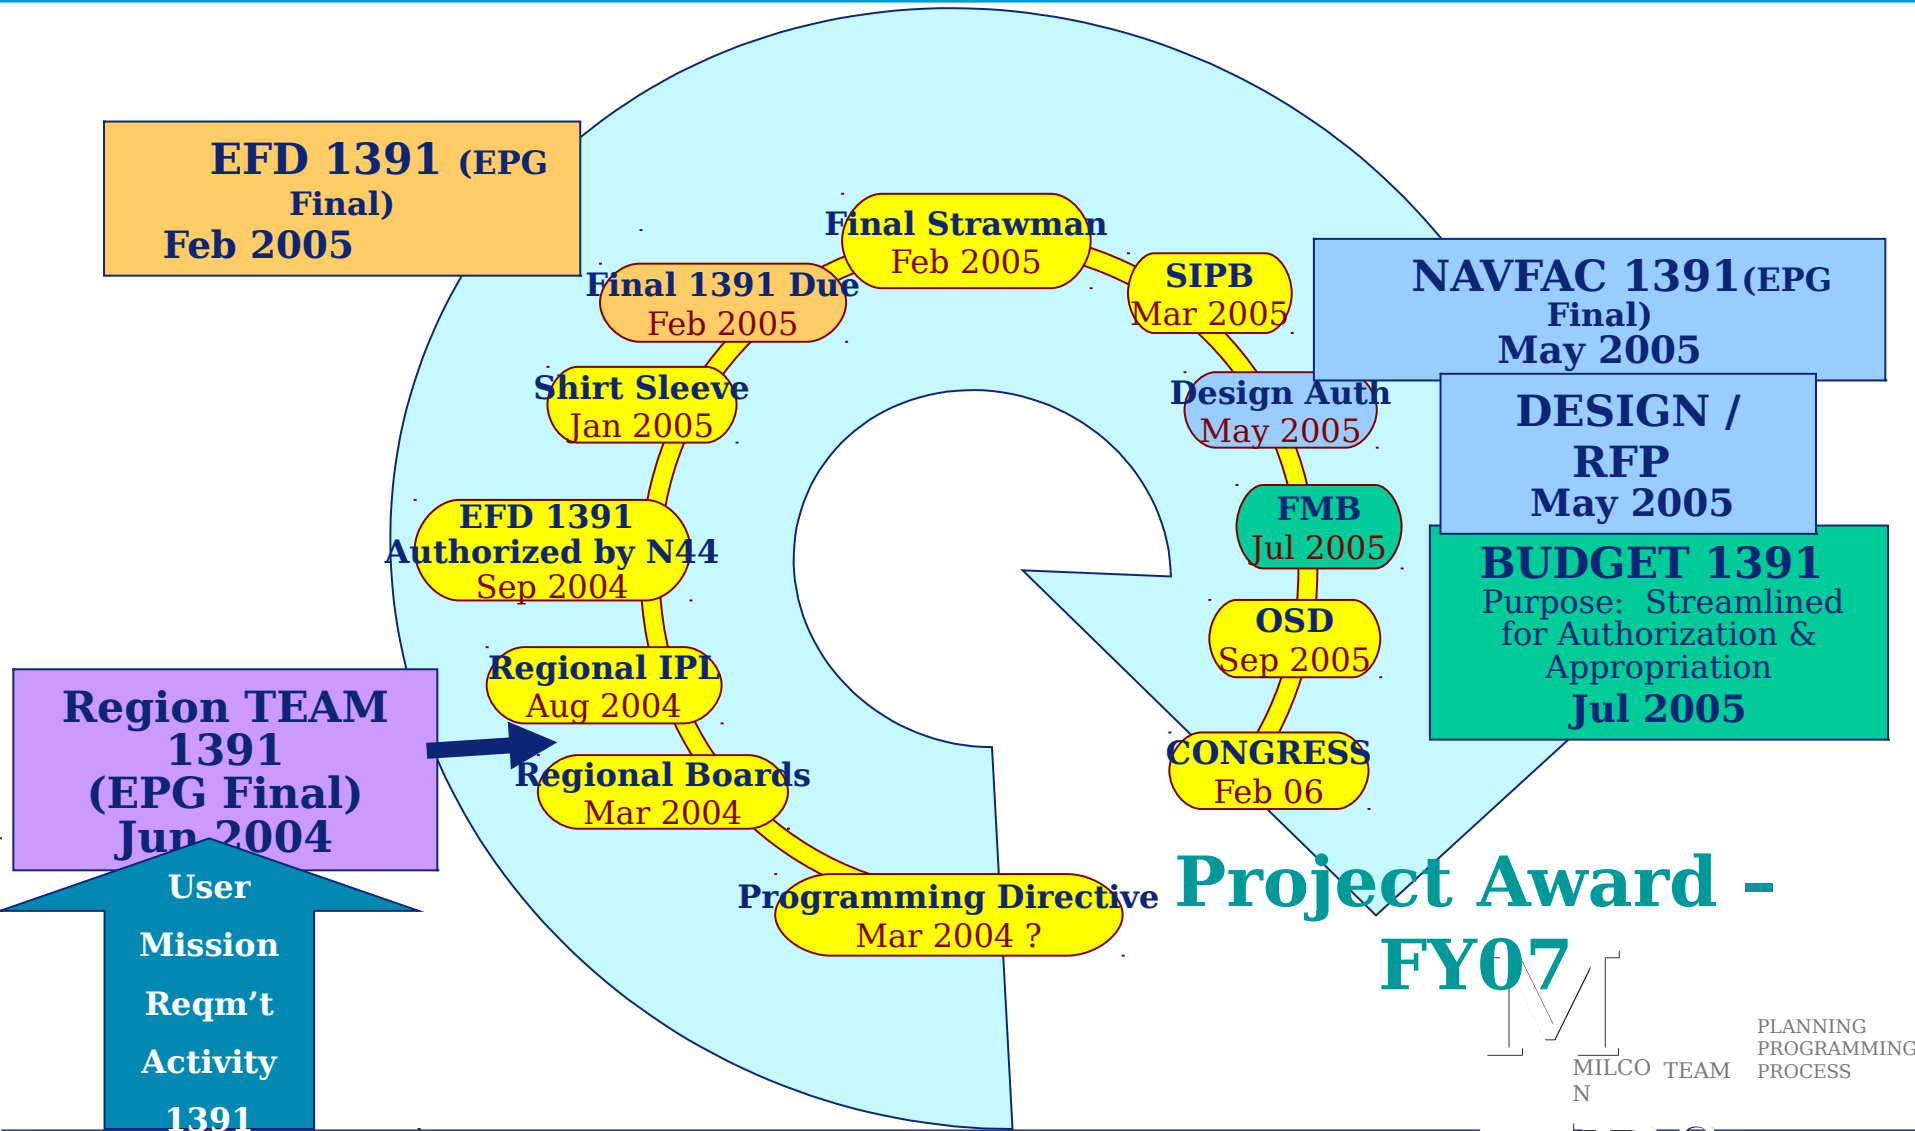 EFD 1391 (EPG
Final)
Feb 2005
Final Strawman
Feb 2005
SIPB
Mar 2005
Final 1391 Due
Feb 2005
NAVFAC 1391(EPG
Final)
May 2005
Shirt Sleeve
Jan 2005
Design Auth
May 2005
DESIGN /
RFP
May 2005
EFD 1391
Authorized by N44
Sep 2004
FMB
Jul 2005
BUDGET 1391
Purpose: Streamlined
for Authorization &
Appropriation
Jul 2005
OSD
Sep 2005
Regional IPL
Aug 2004
Region TEAM
1391
(EPG Final)
Jun 2004
CONGRESS
Feb 06
Regional Boards
Mar 2004
Programming Directive
Mar 2004 ?
Project Award –
FY07
User
Mission
Reqm’t
Activity
1391
M
MILCO
N
TEAM
PLANNING
PROGRAMMING
PROCESS